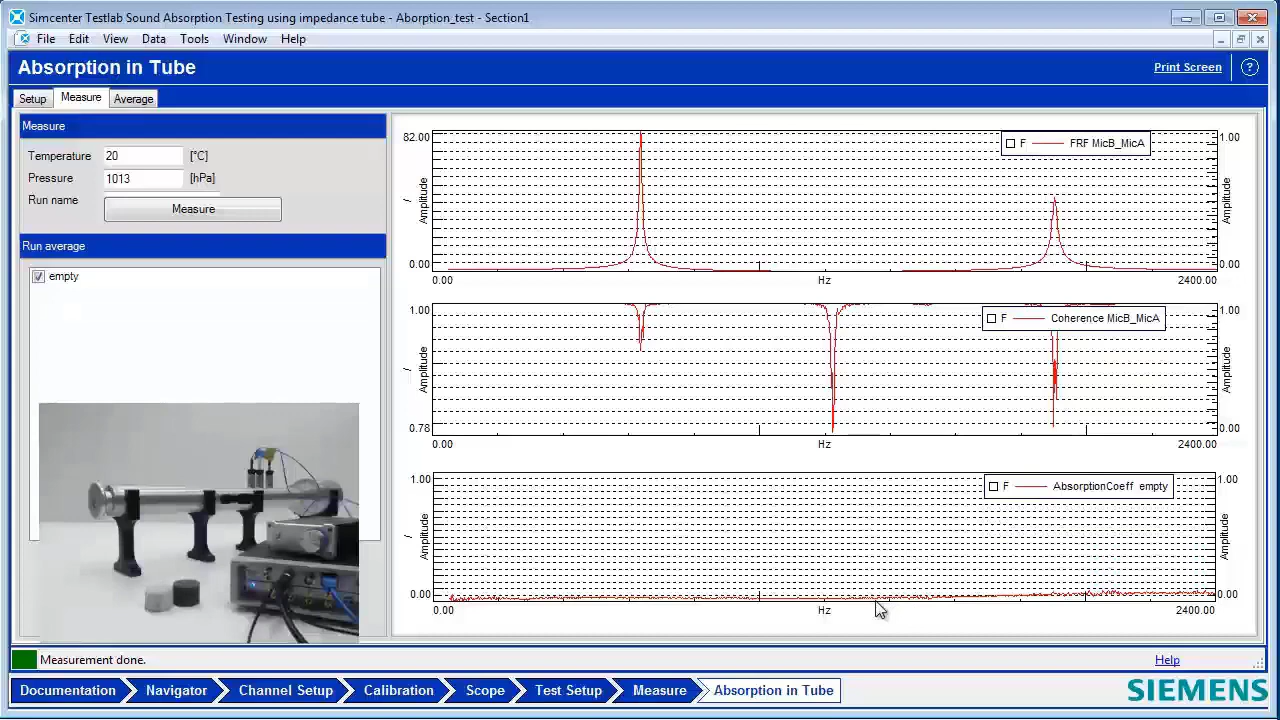 Simcenter Testlab Sound Absorption Testing using impedance tube - Aborption_test - Section1
File Edit View Data Tools Window Help
Absorption in Tube
Print Screen
?
Setup Measure Average
Measure
Temperature 20 [°C]
Pressure 1013 [hPa]
Run name
Measure
Run average
empty
82.00
0.00
/
Amplitude
F FRF MicB_MicA
1.00
0.00
Amplitude
0.00 Hz 2400.00
1.00
0.78
/
Amplitude
F Coherence MicB_MicA
1.00
0.00
Amplitude
0.00 Hz 2400.00
1.00
0.00
/
Amplitude
F AbsorptionCoeff empty
1.00
0.00
Amplitude
0.00 Hz 2400.00
Measurement done.
Help
Documentation Navigator Channel Setup Calibration Scope Test Setup Measure Absorption in Tube
SIEMENS